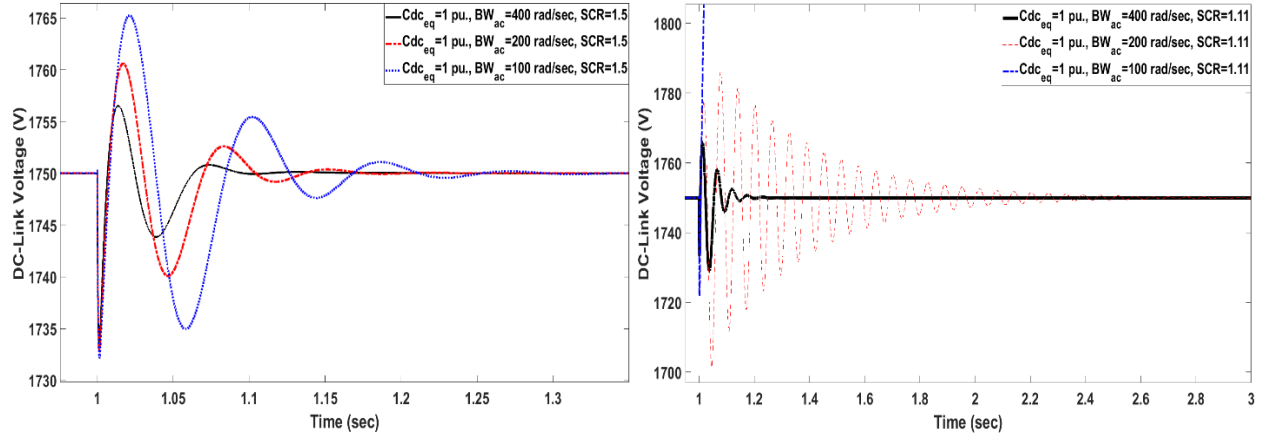 Cdc_eq=1 pu., BW_ac=400 rad/sec, SCR=1.5
Cdc_eq=1 pu., BW_ac=200 rad/sec, SCR=1.5
Cdc_eq=1 pu., BW_ac=100 rad/sec, SCR=1.5
DC-Link Voltage (V)
1765
1760
1755
1750
1745
1740
1735
1730
1 1.05 1.1 1.15 1.2 1.25 1.3
Time (sec)
Cdc_eq=1 pu., BW_ac=400 rad/sec, SCR=1.11
Cdc_eq=1 pu., BW_ac=200 rad/sec, SCR=1.11
Cdc_eq=1 pu., BW_ac=100 rad/sec, SCR=1.11
DC-Link Voltage (V)
1800
1780
1760
1740
1720
1700
1 1.2 1.4 1.6 1.8 2 2.2 2.4 2.6 2.8 3
Time (sec)